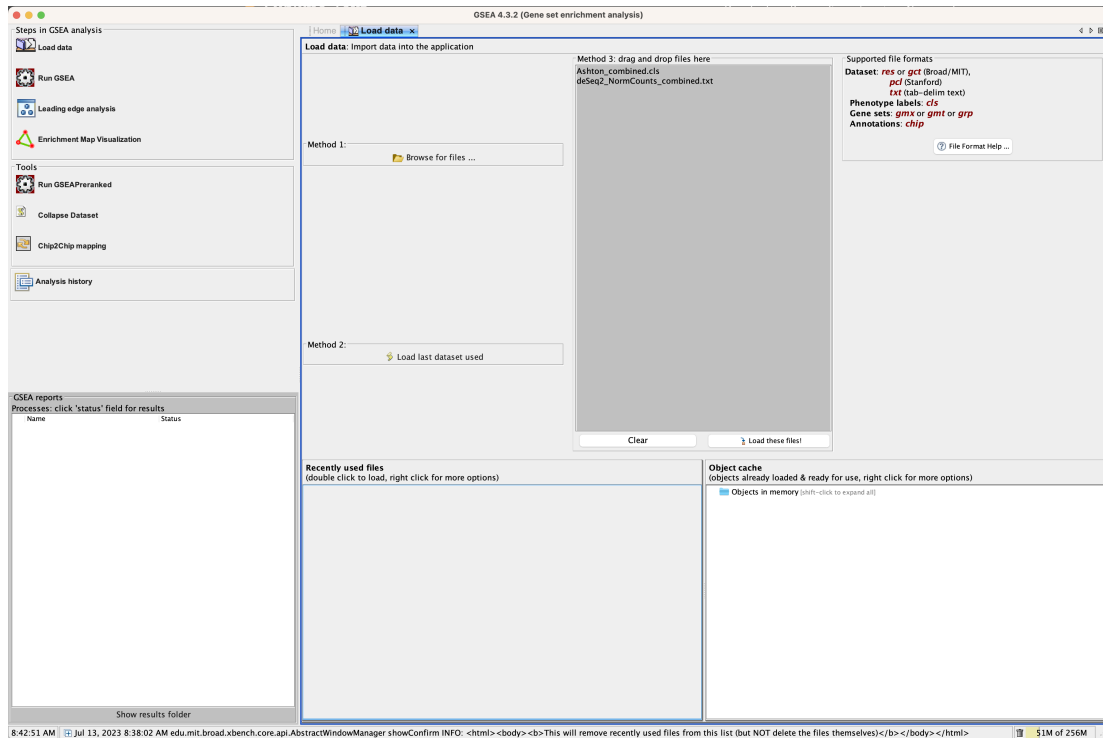 GSEA 4.3.2 (Gene set enrichment analysis)
Steps in GSEA analysis
Load data
Run GSEA
Leading edge analysis
Enrichment Map Visualization
Tools
Run GSEAPreranked
Collapse Dataset
Chip2Chip mapping
Analysis history
GSEA reports
Processes: click 'status' field for results
Name Status
Show results folder
Home Load data ×
Load data: Import data into the application
Method 1:
Browse for files ...
Method 2:
Load last dataset used
Method 3: drag and drop files here
Ashton_combined.cls
deSeq2_NormCounts_combined.txt
Clear Load these files!
Supported file formats
Dataset: res or gct (Broad/MIT),
pcl (Stanford)
txt (tab-delim text)
Phenotype labels: cls
Gene sets: gmx or gmt or grp
Annotations: chip
File Format Help ...
Recently used files
(double click to load, right click for more options)
Object cache
(objects already loaded & ready for use, right click for more options)
Objects in memory [shift-click to expand all]
8:42:51 AM Jul 13, 2023 8:38:02 AM edu.mit.broad.xbench.core.api.AbstractWindowManager showConfirm INFO: <html><body><b>This will remove recently used files from this list (but NOT delete the files themselves)</b></body></html> 51M of 256M